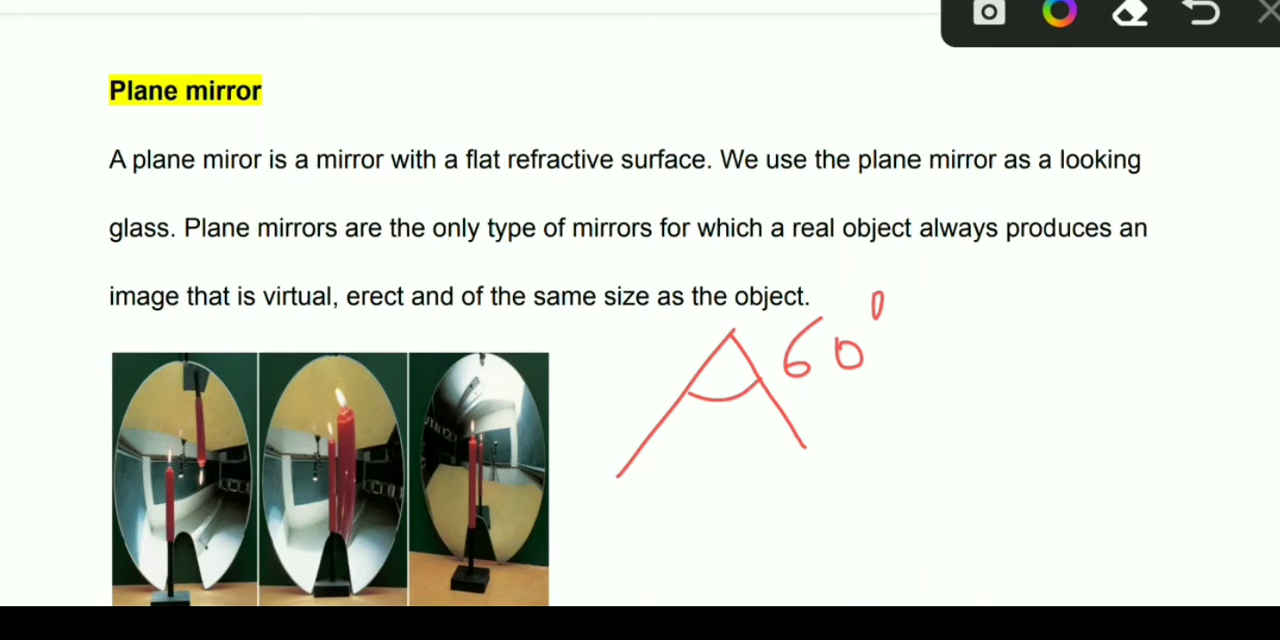 Plane mirror
A plane miror is a mirror with a flat refractive surface. We use the plane mirror as a looking
glass. Plane mirrors are the only type of mirrors for which a real object always produces an
image that is virtual, erect and of the same size as the object.
60°